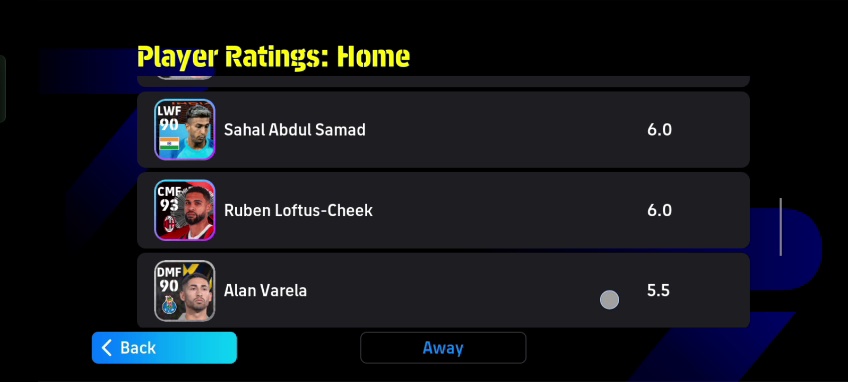 Player Ratings: Home
LWF
90
Sahal Abdul Samad
6.0
CMF
93
Ruben Loftus-Cheek
6.0
DMF
90
Alan Varela
5.5
Back
Away